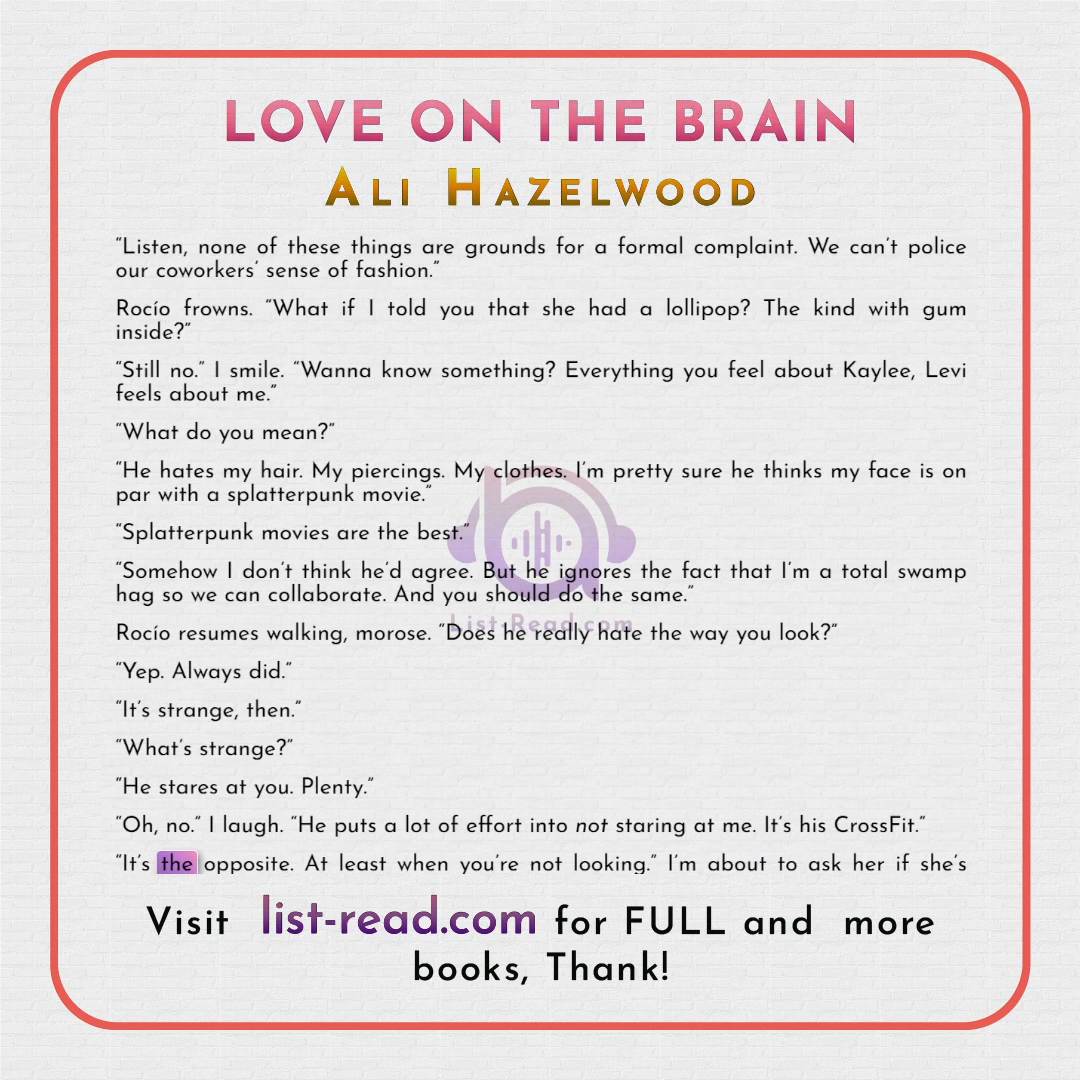 LOVE ON THE BRAIN
ALI HAZELWOOD
“Listen, none of these things are grounds for a formal complaint. We can’t police
our coworkers’ sense of fashion.”
Rocío frowns. “What if I told you that she had a lollipop? The kind with gum
inside?”
“Still no.” I smile. “Wanna know something? Everything you feel about Kaylee, Levi
feels about me.”
“What do you mean?”
“He hates my hair. My piercings. My clothes. I’m pretty sure he thinks my face is on
par with a splatterpunk movie.”
“Splatterpunk movies are the best.”
“Somehow I don’t think he’d agree. But he ignores the fact that I’m a total swamp
hag so we can collaborate. And you should do the same.”
List-Read.com
Rocío resumes walking, morose. “Does he really hate the way you look?”
“Yep. Always did.”
“It’s strange, then.”
“What’s strange?”
“He stares at you. Plenty.”
“Oh, no.” I laugh. “He puts a lot of effort into not staring at me. It’s his CrossFit.”
“It’s the opposite. At least when you’re not looking.” I’m about to ask her if she’s
Visit list-read.com for FULL and more
books, Thank!